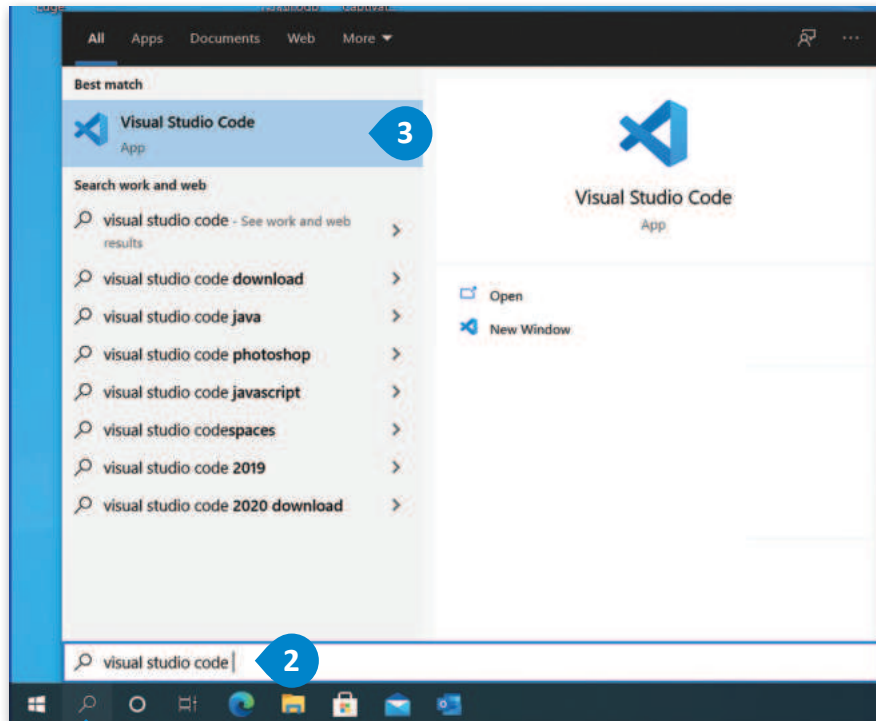 Edge
All Apps Documents Web More
Best match
Visual Studio Code
App
3
Search work and web
visual studio code - See work and web
results
visual studio code download
visual studio code java
visual studio code photoshop
visual studio code javascript
visual studio codespaces
visual studio code 2019
visual studio code 2020 download
Visual Studio Code
App
Open
New Window
visual studio code
2